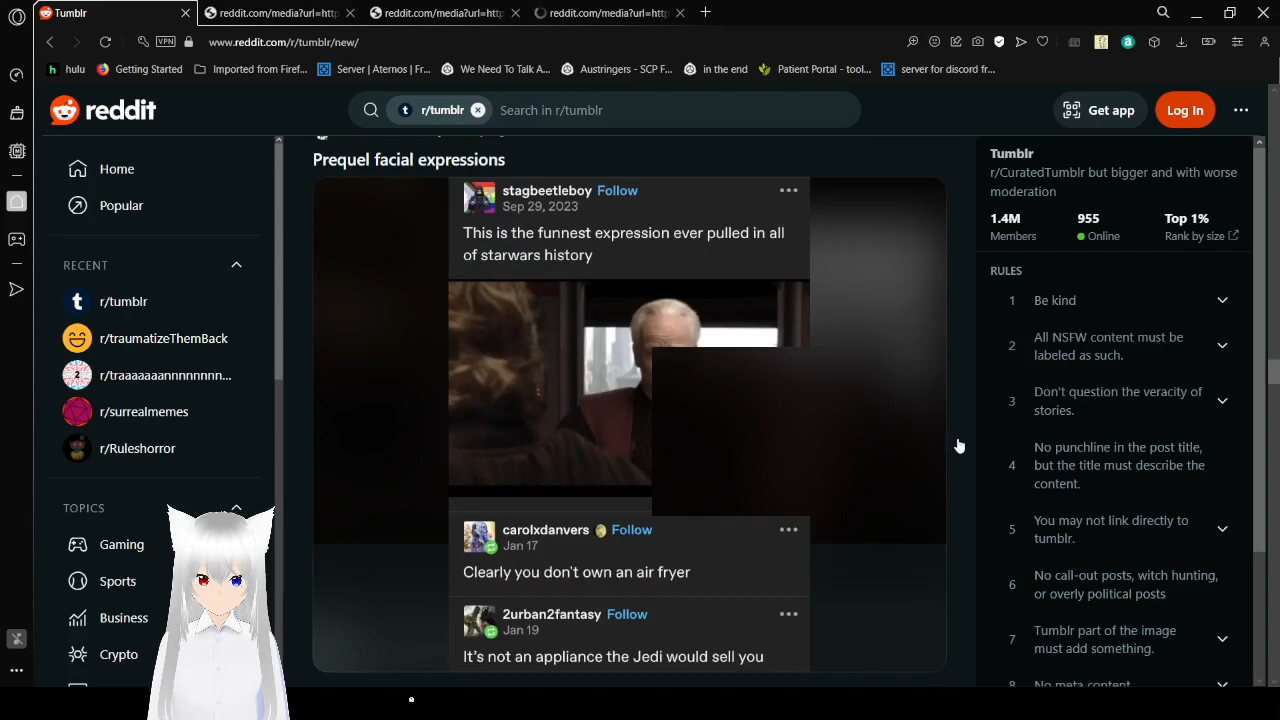 Tumblr
reddit.com/media?url=http
reddit.com/media?url=http
reddit.com/media?url=http
VPN
www.reddit.com/r/tumblr/new/
hulu
Getting Started
Imported from Firef...
Server | Aternos | Fr...
We Need To Talk A...
Austringers - SCP F...
in the end
Patient Portal - tool...
server for discord fr...
reddit
r/tumblr
Search in r/tumblr
Get app
Log In
Home
Popular
RECENT
r/tumblr
r/traumatizeThemBack
r/traaaaaaannnnnnnn...
r/surrealmemes
r/Ruleshorror
TOPICS
Gaming
Sports
Business
Crypto
Prequel facial expressions
stagbeetleboy Follow
Sep 29, 2023
This is the funnest expression ever pulled in all
of starwars history
carolxdanvers Follow
Jan 17
Clearly you don't own an air fryer
2urban2fantasy Follow
Jan 19
It's not an appliance the Jedi would sell you
Tumblr
r/CuratedTumblr but bigger and with worse
moderation
1.4M 955 Top 1%
Members Online Rank by size
RULES
1 Be kind
2 All NSFW content must be
labeled as such.
3 Don't question the veracity of
stories.
4 No punchline in the post title,
but the title must describe the
content.
5 You may not link directly to
tumblr.
6 No call-out posts, witch hunting,
or overly political posts
7 Tumblr part of the image
must add something.
8 No meta content